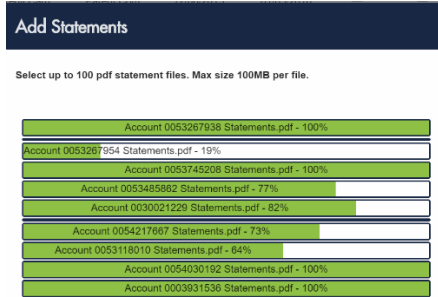 Add Statements
Select up to 100 pdf statement files. Max size 100MB per file.
Account 0053267938 Statements.pdf - 100%
Account 0053267954 Statements.pdf - 19%
Account 0053745208 Statements.pdf - 100%
Account 0053485862 Statements.pdf - 77%
Account 0030021229 Statements.pdf - 82%
Account 0054217667 Statements.pdf - 73%
Account 0053118010 Statements.pdf - 64%
Account 0054030192 Statements.pdf - 100%
Account 0003931536 Statements.pdf - 100%